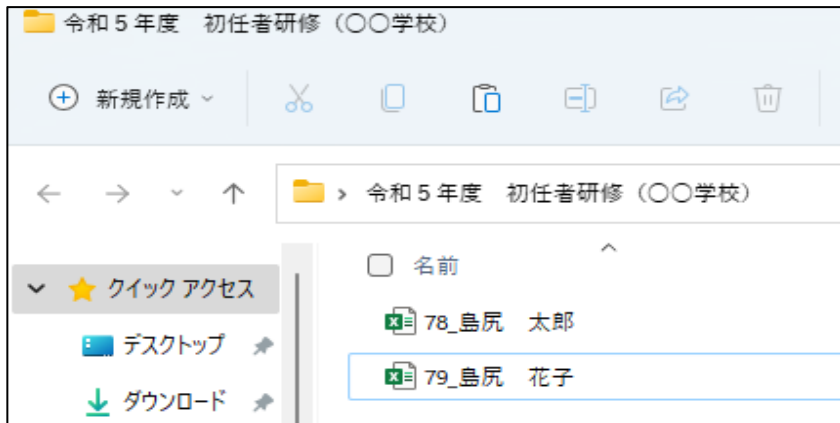 令和５年度　初任者研修（〇〇学校）
新規作成
令和５年度　初任者研修（〇〇学校）
名前
クイック アクセス
78_島尻　太郎
デスクトップ
79_島尻　花子
ダウンロード